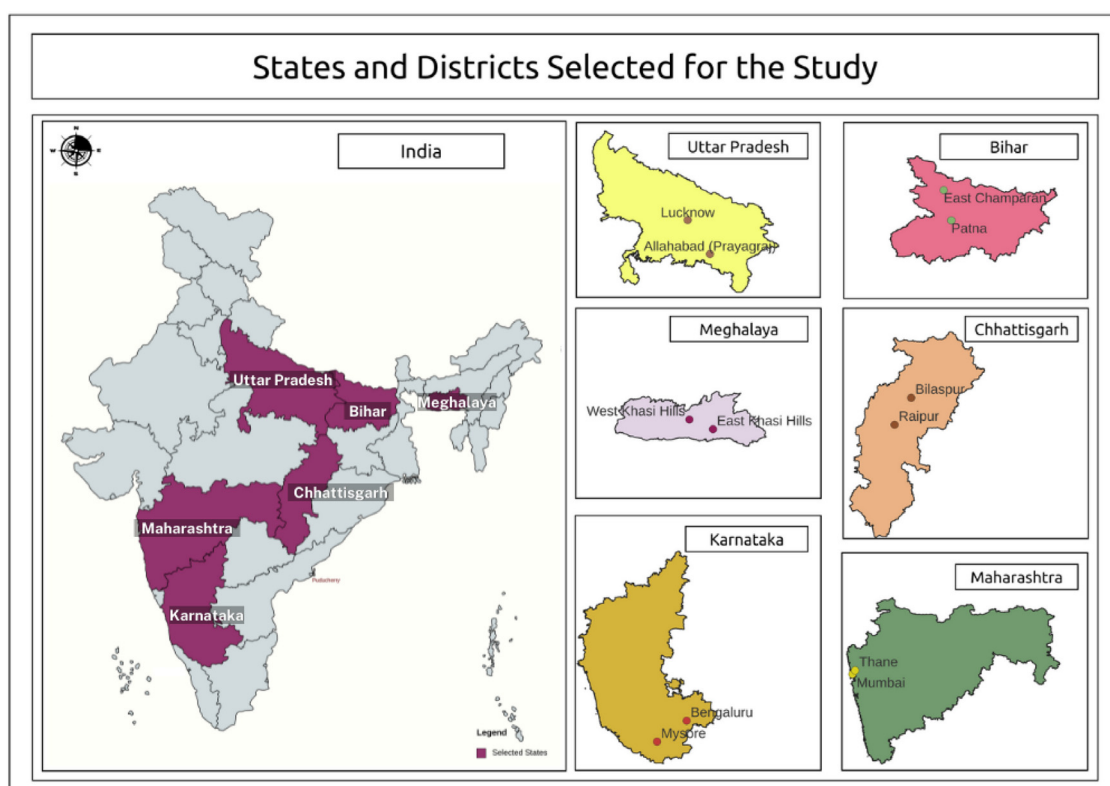 States and Districts Selected for the Study
India
N
W
E
S
Uttar Pradesh
Bihar
Meghalaya
Chhattisgarh
Maharashtra
Karnataka
Puducherry
Legend
Selected States
Uttar Pradesh
Lucknow
Allahabad (Prayagraj)
Bihar
East Champaran
Patna
Meghalaya
West Khasi Hills
East Khasi Hills
Chhattisgarh
Bilaspur
Raipur
Karnataka
Bengaluru
Mysore
Maharashtra
Thane
Mumbai